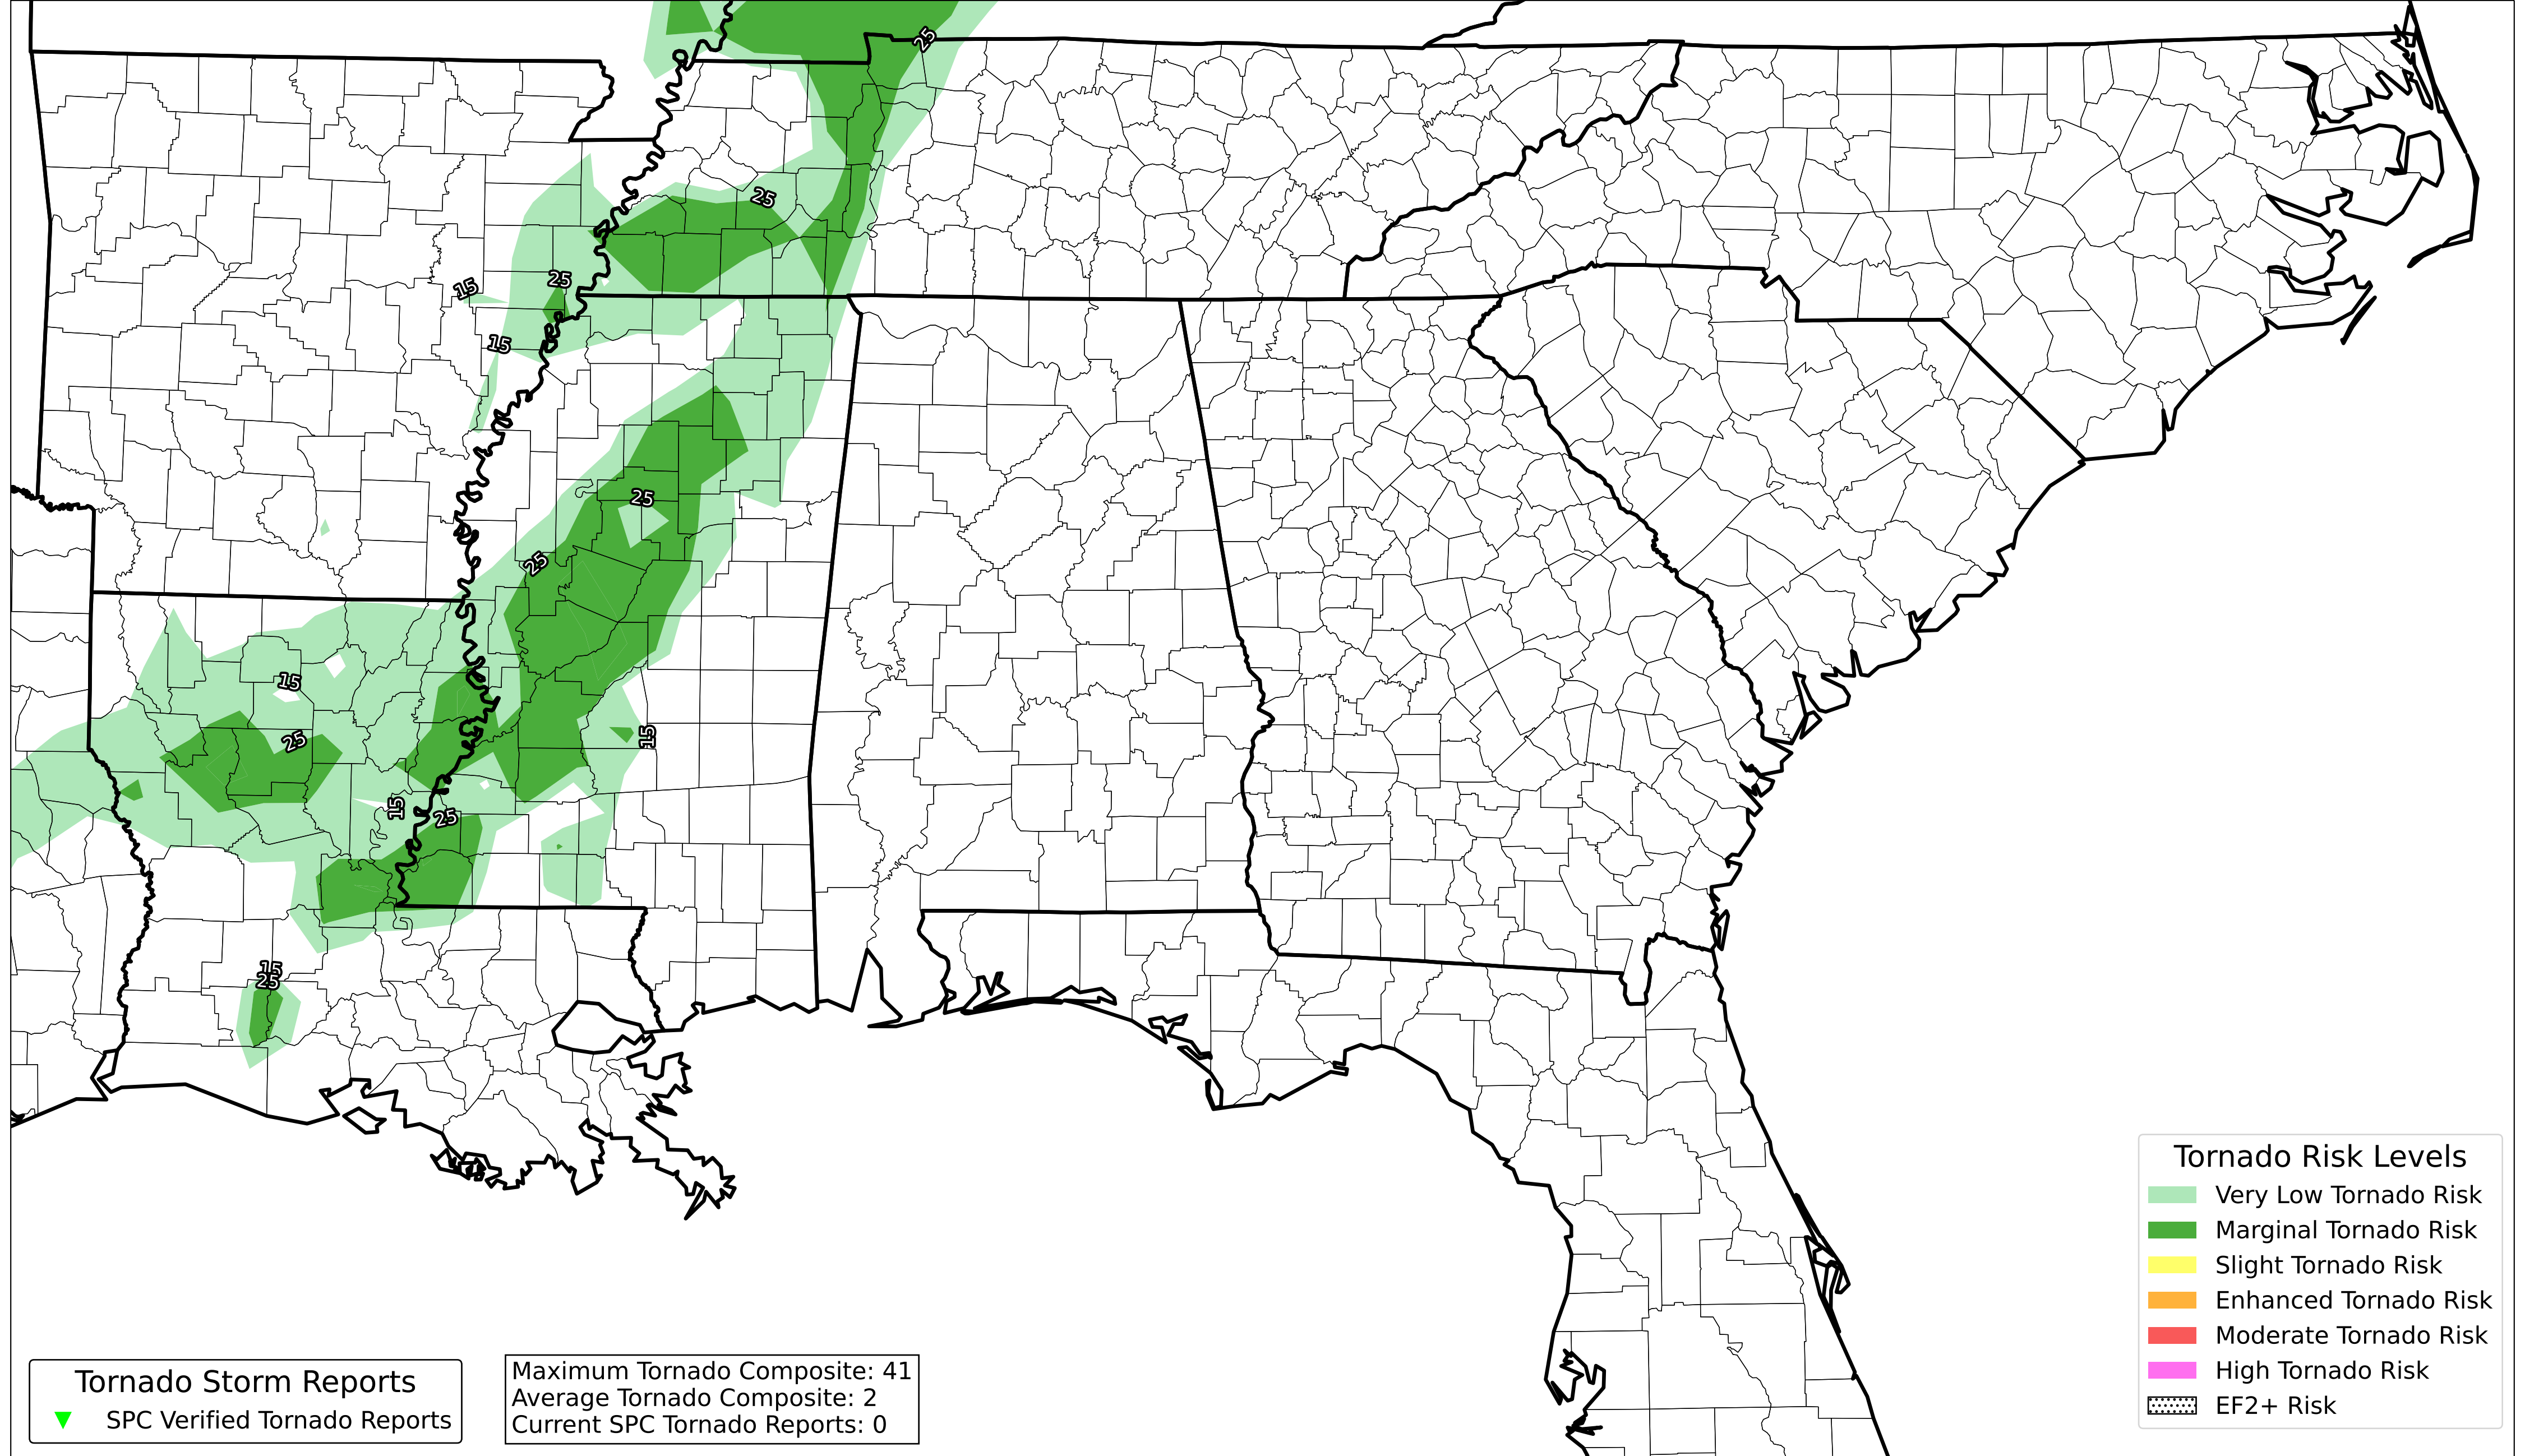 25
25
25
15
15
25
25
15
25
15
15
25
15
25
Tornado Risk Levels
Very Low Tornado Risk
Marginal Tornado Risk
Slight Tornado Risk
Enhanced Tornado Risk
Moderate Tornado Risk
High Tornado Risk
EF2+ Risk
Tornado Storm Reports
SPC Verified Tornado Reports
Maximum Tornado Composite: 41
Average Tornado Composite: 2
Current SPC Tornado Reports: 0